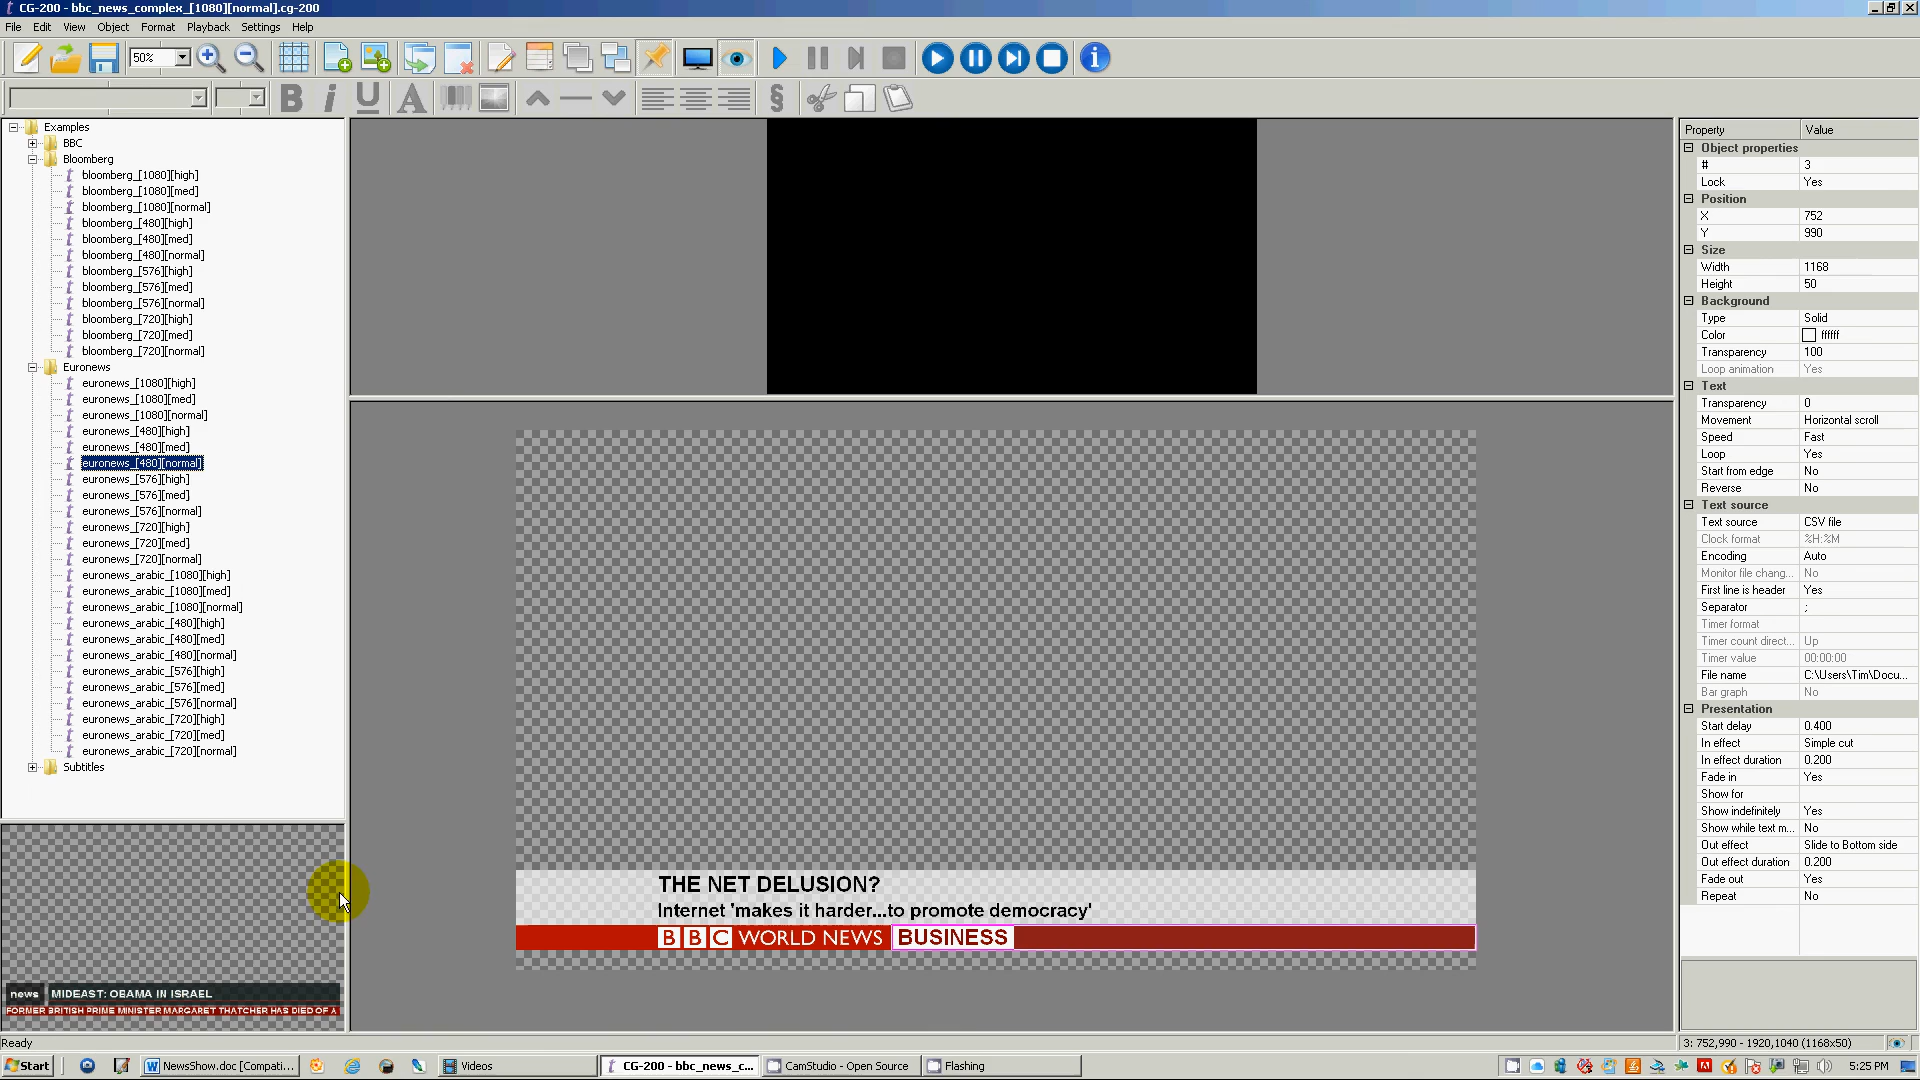 CG-200 - bbc_news_complex_[1080][normal].cg-200
File Edit View Object Format Playback Settings Help
50%
Examples
BBC
Bloomberg
bloomberg_[1080][high]
bloomberg_[1080][med]
bloomberg_[1080][normal]
bloomberg_[480][high]
bloomberg_[480][med]
bloomberg_[480][normal]
bloomberg_[576][high]
bloomberg_[576][med]
bloomberg_[576][normal]
bloomberg_[720][high]
bloomberg_[720][med]
bloomberg_[720][normal]
Euronews
euronews_[1080][high]
euronews_[1080][med]
euronews_[1080][normal]
euronews_[480][high]
euronews_[480][med]
euronews_[480][normal]
euronews_[576][high]
euronews_[576][med]
euronews_[576][normal]
euronews_[720][high]
euronews_[720][med]
euronews_[720][normal]
euronews_arabic_[1080][high]
euronews_arabic_[1080][med]
euronews_arabic_[1080][normal]
euronews_arabic_[480][high]
euronews_arabic_[480][med]
euronews_arabic_[480][normal]
euronews_arabic_[576][high]
euronews_arabic_[576][med]
euronews_arabic_[576][normal]
euronews_arabic_[720][high]
euronews_arabic_[720][med]
euronews_arabic_[720][normal]
Subtitles
news MIDEAST: OBAMA IN ISRAEL
FORMER BRITISH PRIME MINISTER MARGARET THATCHER HAS DIED OF A
THE NET DELUSION?
Internet 'makes it harder...to promote democracy'
BBC WORLD NEWS BUSINESS
Property Value
Object properties
# 3
Lock Yes
Position
X 752
Y 990
Size
Width 1168
Height 50
Background
Type Solid
Color ffffff
Transparency 100
Loop animation Yes
Text
Transparency 0
Movement Horizontal scroll
Speed Fast
Loop Yes
Start from edge No
Reverse No
Text source
Text source CSV file
Clock format %H:%M
Encoding Auto
Monitor file chang... No
First line is header Yes
Separator ;
Timer format
Timer count direct... Up
Timer value 00:00:00
File name C:\Users\Tim\Docu...
Bar graph No
Presentation
Start delay 0.400
In effect Simple cut
In effect duration 0.200
Fade in Yes
Show for
Show indefinitely Yes
Show while text m... No
Out effect Slide to Bottom side
Out effect duration 0.200
Fade out Yes
Repeat No
Ready 3: 752,990 - 1920,1040 (1168x50)
Start NewsShow.doc [Compati... Videos CG-200 - bbc_news_c... CamStudio - Open Source Flashing 5:25 PM